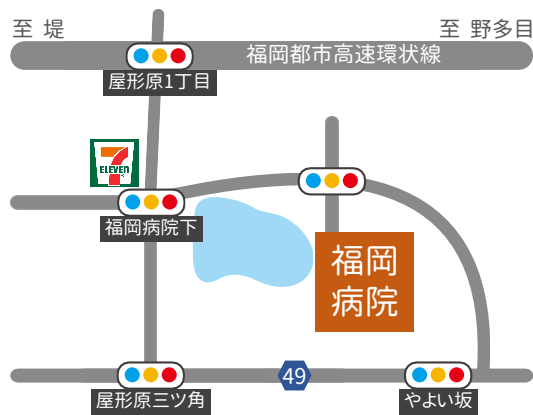 至 堤
至 野多目
福岡都市高速環状線
屋形原1丁目
7
ELEVEN
福岡病院下
福岡
病院
49
屋形原三ツ角
やよい坂